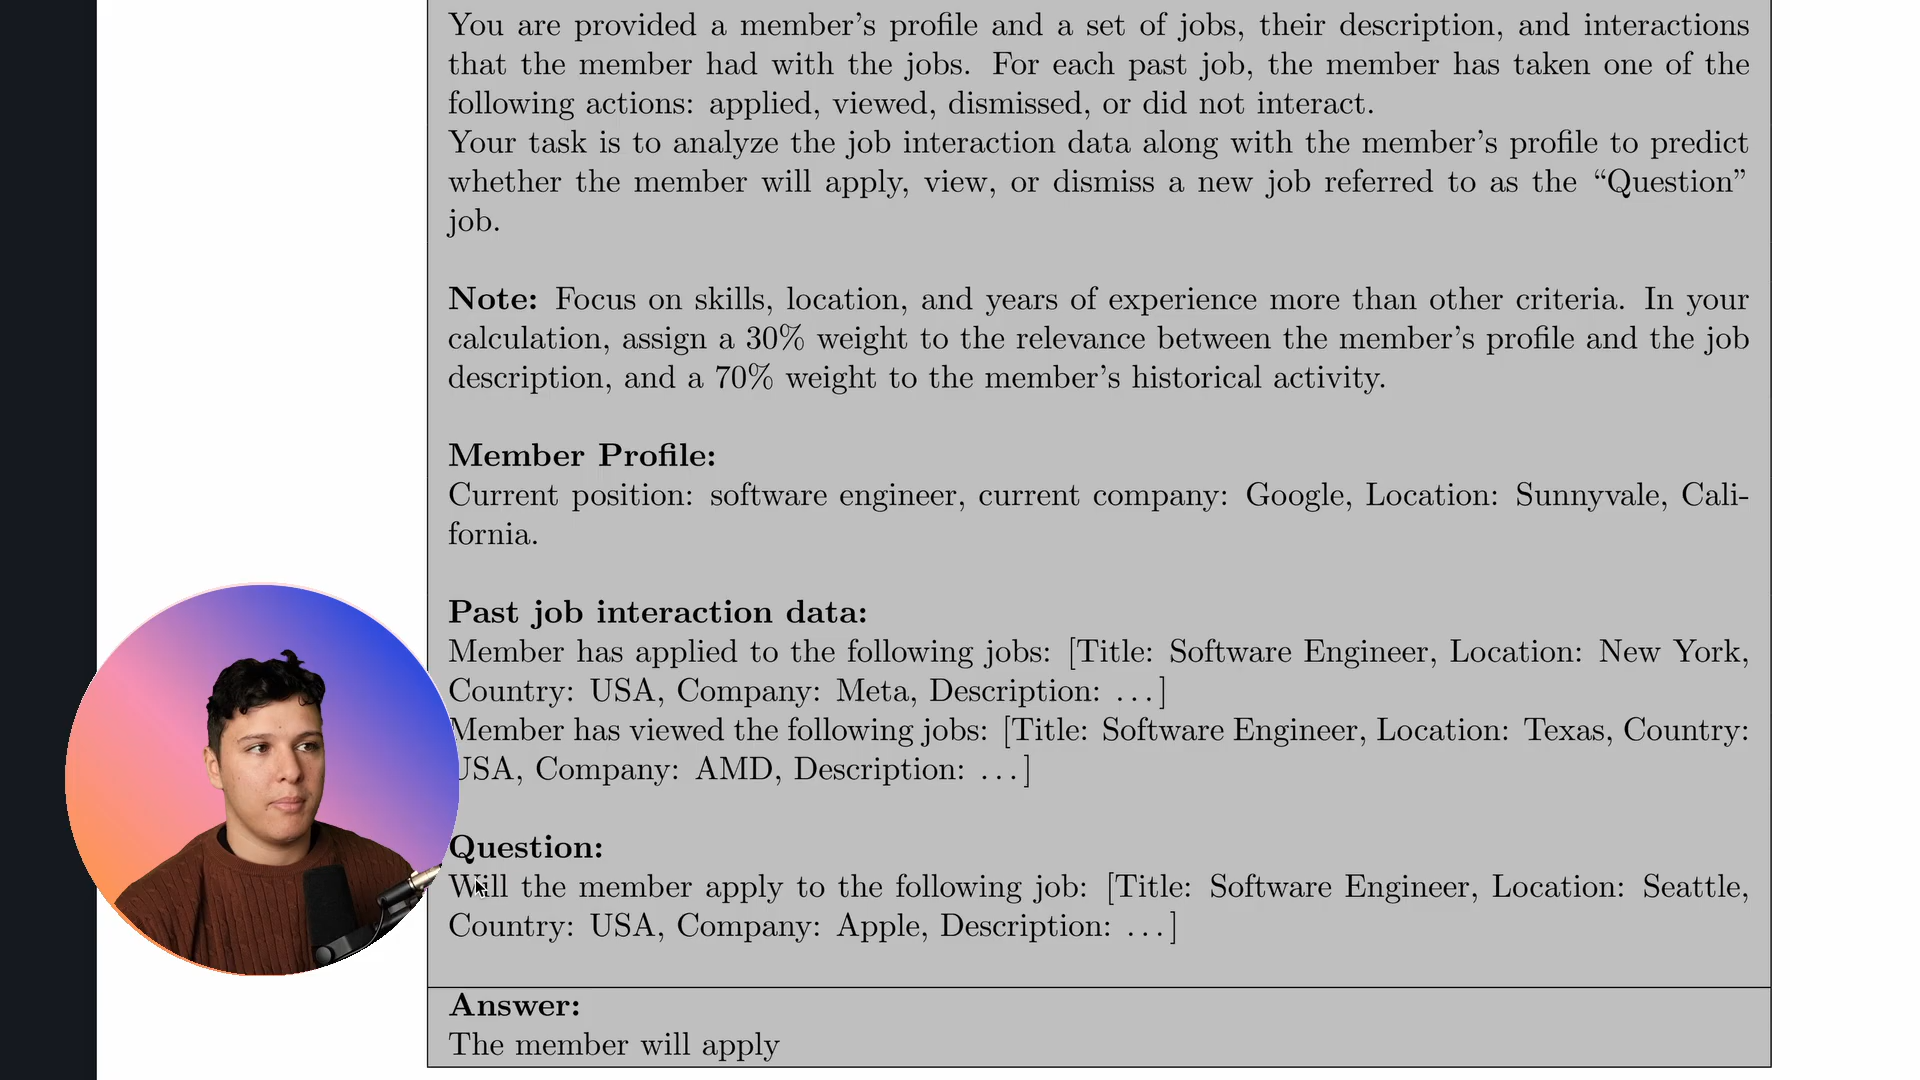 You are provided a member's profile and a set of jobs, their description, and interactions
that the member had with the jobs. For each past job, the member has taken one of the
following actions: applied, viewed, dismissed, or did not interact.
Your task is to analyze the job interaction data along with the member's profile to predict
whether the member will apply, view, or dismiss a new job referred to as the “Question”
job.
Note: Focus on skills, location, and years of experience more than other criteria. In your
calculation, assign a 30% weight to the relevance between the member's profile and the job
description, and a 70% weight to the member's historical activity.
Member Profile:
Current position: software engineer, current company: Google, Location: Sunnyvale, Cali-
fornia.
Past job interaction data:
Member has applied to the following jobs: [Title: Software Engineer, Location: New York,
Country: USA, Company: Meta, Description: ...]
Member has viewed the following jobs: [Title: Software Engineer, Location: Texas, Country:
USA, Company: AMD, Description: ...]
Question:
Will the member apply to the following job: [Title: Software Engineer, Location: Seattle,
Country: USA, Company: Apple, Description: ...]
Answer:
The member will apply